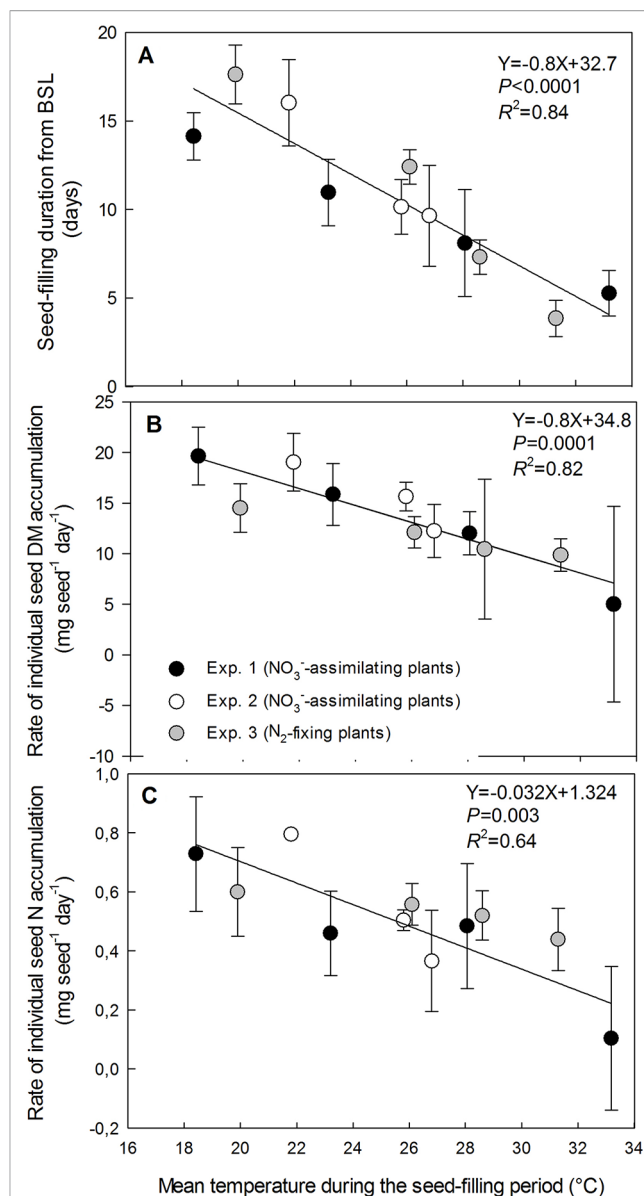 A
Y=-0.8X+32.7
P<0.0001
R²=0.84
Seed-filling duration from BSL
(days)
20
15
10
5
0
B
Y=-0.8X+34.8
P=0.0001
R²=0.82
Rate of individual seed DM accumulation
(mg seed⁻¹ day⁻¹)
25
20
15
10
5
0
-5
-10
Exp. 1 (NO₃⁻-assimilating plants)
Exp. 2 (NO₃⁻-assimilating plants)
Exp. 3 (N₂-fixing plants)
C
Y=-0.032X+1.324
P=0.003
R²=0.64
Rate of individual seed N accumulation
(mg seed⁻¹ day⁻¹)
1,0
0,8
0,6
0,4
0,2
0,0
-0,2
16 18 20 22 24 26 28 30 32 34
Mean temperature during the seed-filling period (°C)